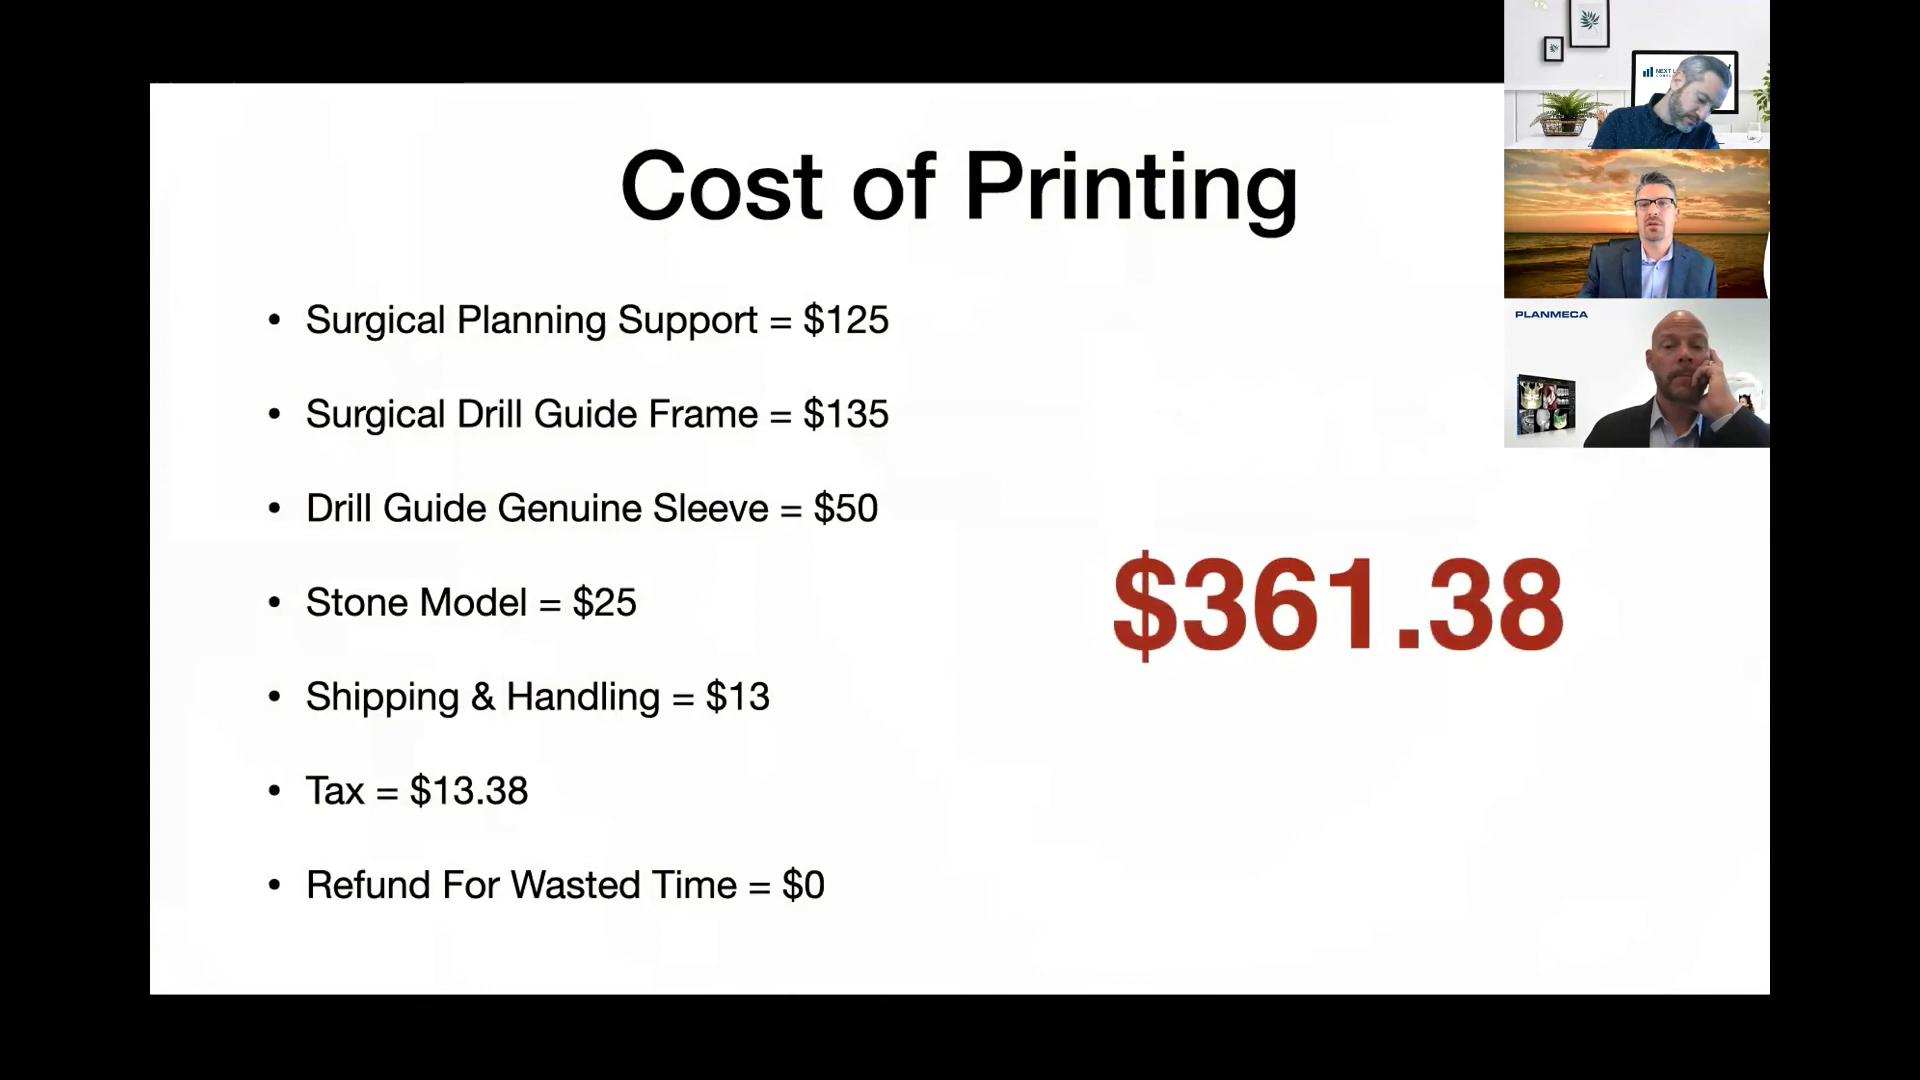 Cost of Printing
• Surgical Planning Support = $125
• Surgical Drill Guide Frame = $135
• Drill Guide Genuine Sleeve = $50
• Stone Model = $25
• Shipping & Handling = $13
• Tax = $13.38
• Refund For Wasted Time = $0
$361.38
NEXT
PLANMECA